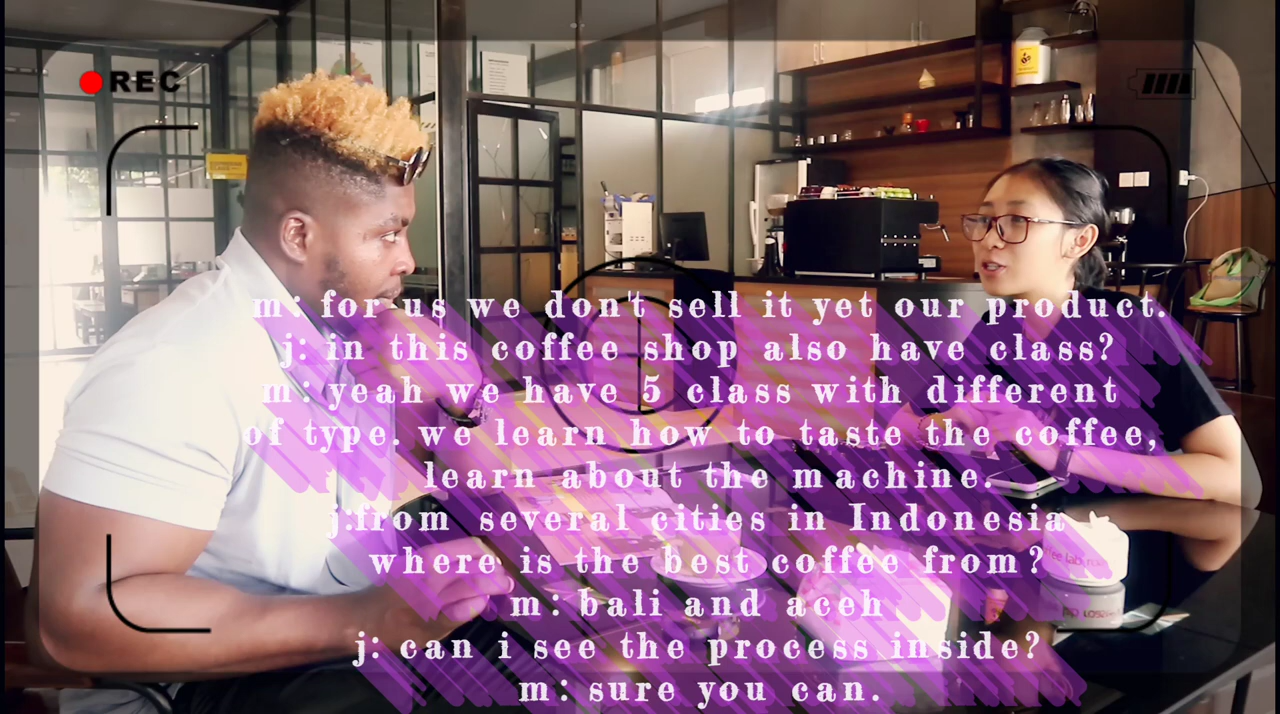 REC
m: for us we don't sell it yet our product.
j: in this coffee shop also have class?
m: yeah we have 5 class with different
of type. we learn how to taste the coffee,
learn about the machine.
j:from several cities in Indonesia
where is the best coffee from?
m: bali and aceh
j: can i see the process inside?
m: sure you can.